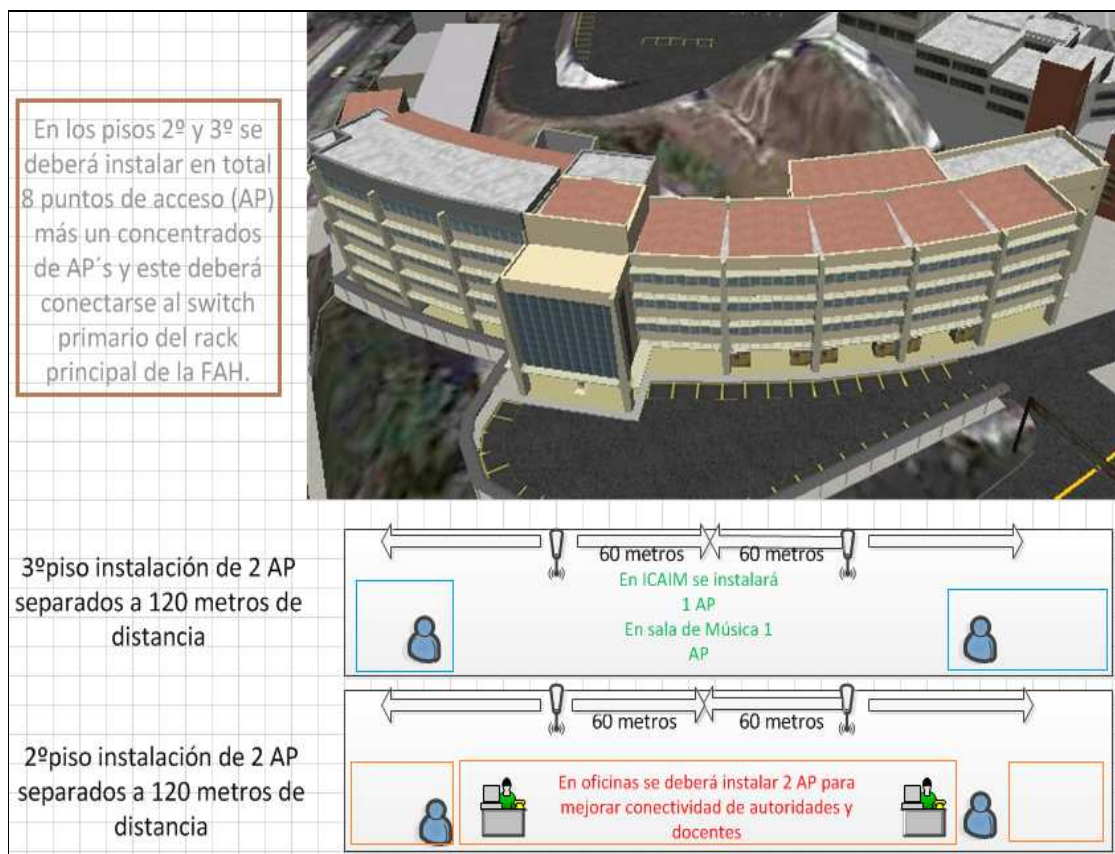 En los pisos 2º y 3º se
deberá instalar en total
8 puntos de acceso (AP)
más un concentrados
de AP´s y este deberá
conectarse al switch
primario del rack
principal de la FAH.
3ºpiso instalación de 2 AP
separados a 120 metros de
distancia
60 metros
60 metros
En ICAIM se instalará
1 AP
En sala de Música 1
AP
2ºpiso instalación de 2 AP
separados a 120 metros de
distancia
60 metros
60 metros
En oficinas se deberá instalar 2 AP para
mejorar conectividad de autoridades y
docentes